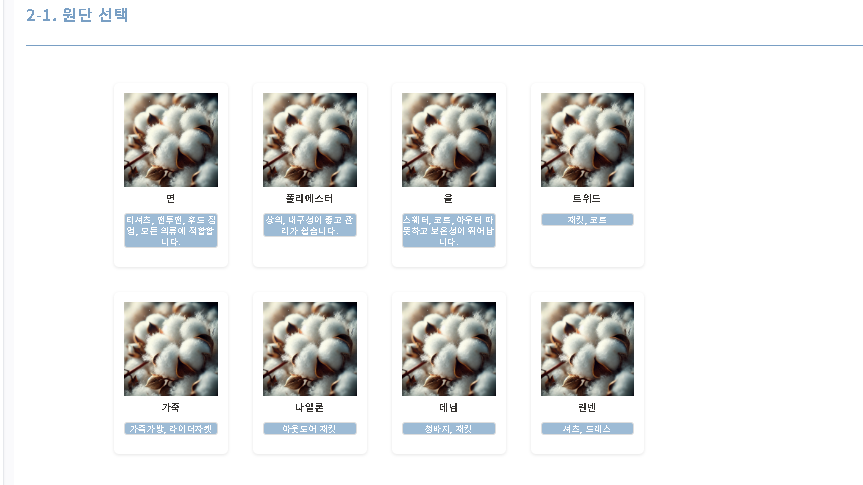 2-1. 원단 선택
면
폴리에스터
울
트위드
티셔츠, 맨투맨, 후드 집
업, 모든 의류에 적합합
니다.
상의, 내구성이 좋고 관
리가 쉽습니다.
스웨터, 코트, 아우터 따
뜻하고 보온성이 뛰어납
니다.
재킷, 코트
가죽
나일론
데님
린넨
가죽가방, 라이더자켓
아웃도어 재킷
청바지, 재킷
셔츠, 드레스